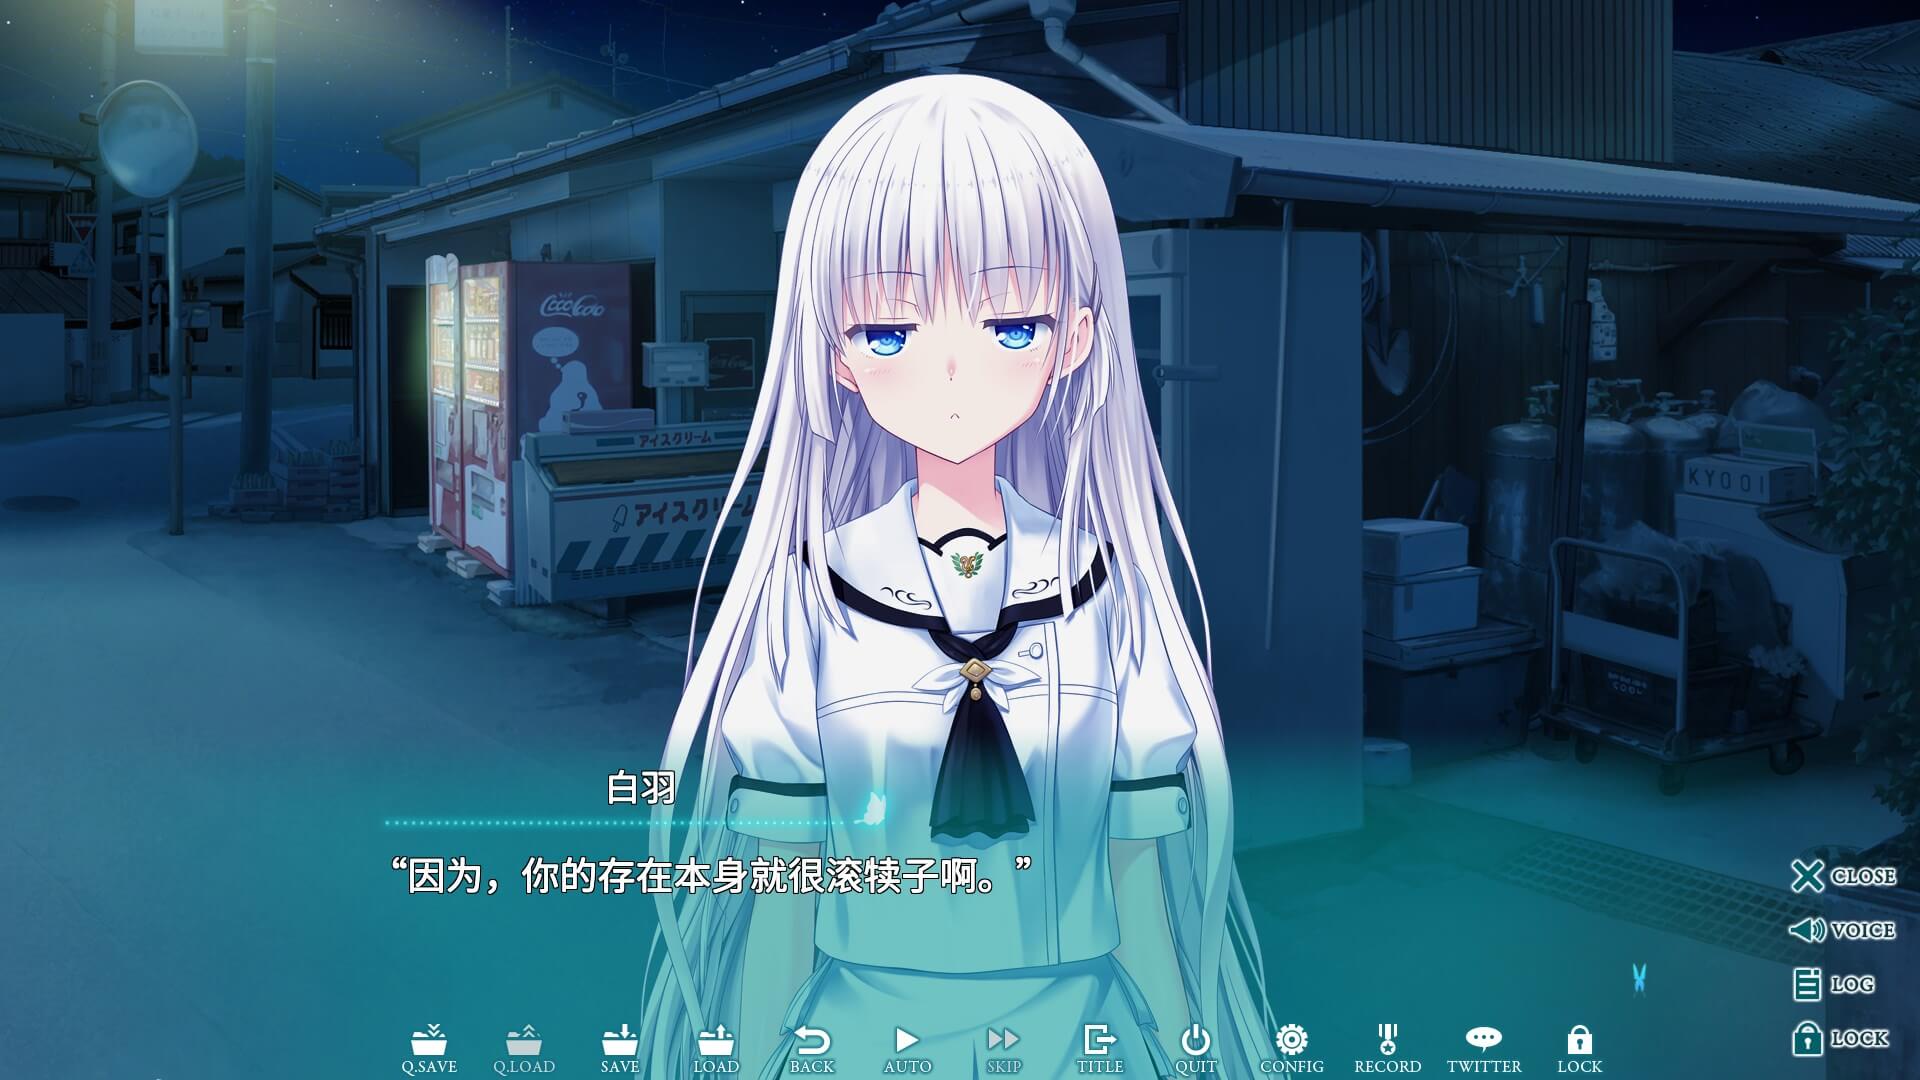 CocoCooo
アイスクリーム
アイスクリーム
KYOOI
白羽
“因为，你的存在本身就很滚犊子啊。”
CLOSE
VOICE
LOG
LOCK
Q.SAVE
Q.LOAD
SAVE
LOAD
BACK
AUTO
SKIP
TITLE
QUIT
CONFIG
RECORD
TWITTER
LOCK